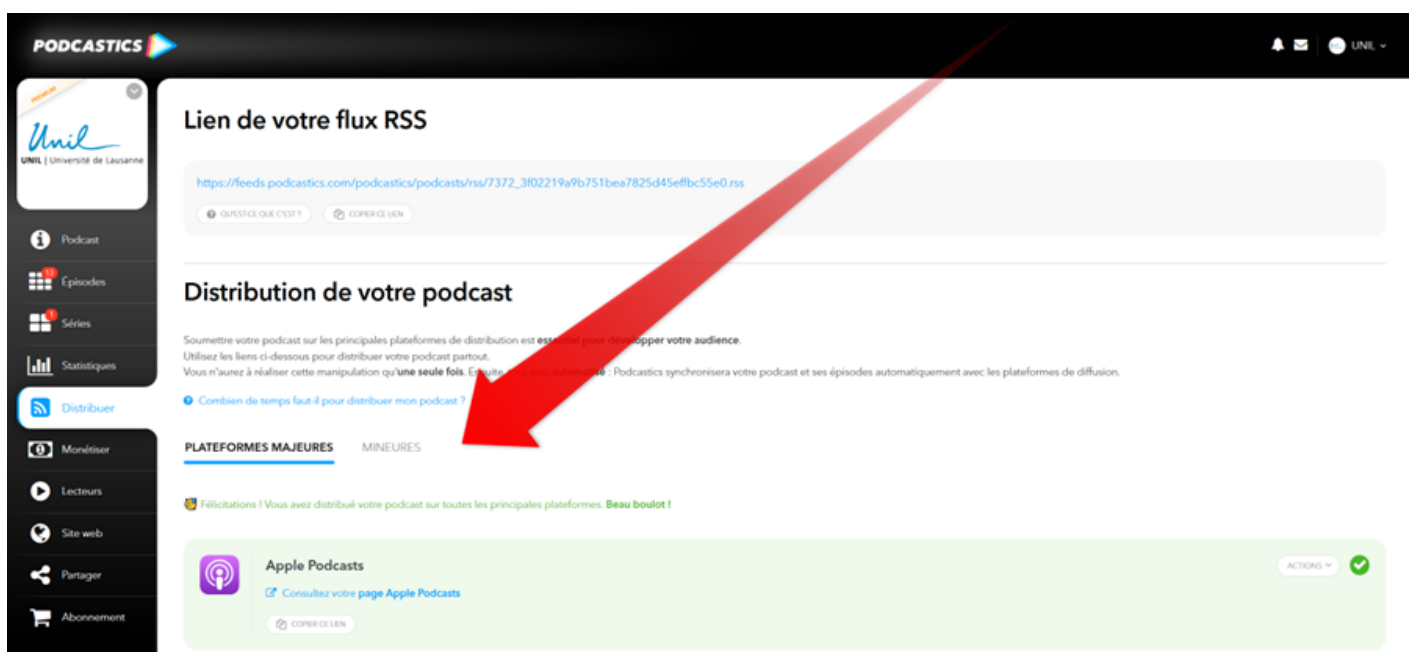 PODCASTICS
UNIL
PREMIUM
Unil
UNIL | Université de Lausanne
Podcast
13
Épisodes
1
Séries
Statistiques
Distribuer
Monétiser
Lecteurs
Site web
Partager
Abonnement
Lien de votre flux RSS
https://feeds.podcastics.com/podcastics/podcasts/rss/7372_3f02219a9b751bea7825d45effbc55e0.rss
QU'EST-CE QUE C'EST ? COPIER CE LIEN
Distribution de votre podcast
Soumettre votre podcast sur les principales plateformes de distribution est essentiel pour développer votre audience.
Utilisez les liens ci-dessous pour distribuer votre podcast partout.
Vous n'aurez à réaliser cette manipulation qu'une seule fois. Ensuite, automatisé : Podcastics synchronisera votre podcast et ses épisodes automatiquement avec les plateformes de diffusion.
Combien de temps faut-il pour distribuer mon podcast ?
PLATEFORMES MAJEURES MINEURES
Félicitations ! Vous avez distribué votre podcast sur toutes les principales plateformes. Beau boulot !
Apple Podcasts
ACTIONS
Consultez votre page Apple Podcasts
COPIER CE LIEN